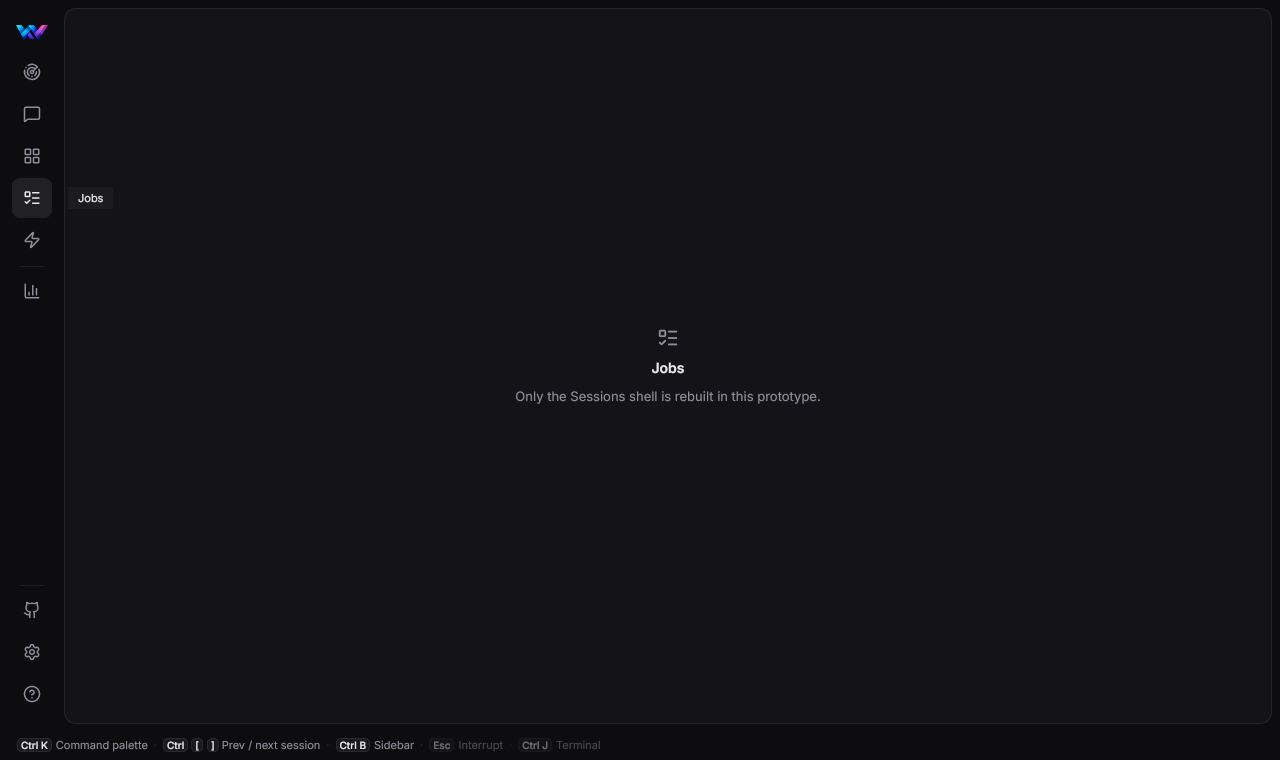 Jobs
Jobs
Only the Sessions shell is rebuilt in this prototype.
Ctrl K Command palette · Ctrl [ ] Prev / next session · Ctrl B Sidebar · Esc Interrupt · Ctrl J Terminal